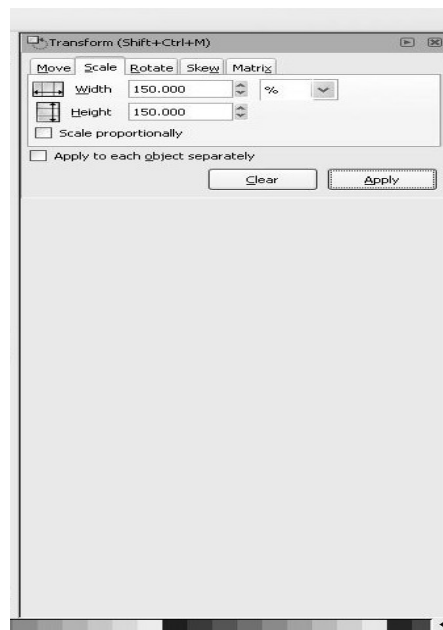 Transform (Shift+Ctrl+M)
Move Scale Rotate Skew Matrix
Width 150.000 %
Height 150.000
Scale proportionally
Apply to each object separately
Clear Apply